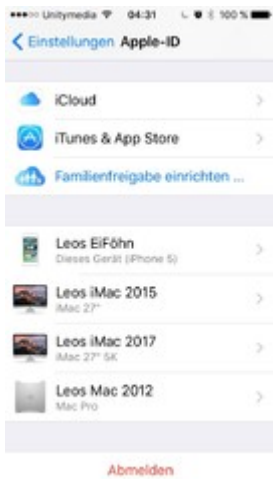 Unitymedia 04:31 100 %
Einstellungen Apple-ID
iCloud
iTunes & App Store
Familienfreigabe einrichten ...
Leos EiFöhn
Dieses Gerät (iPhone 5)
Leos iMac 2015
iMac 27"
Leos iMac 2017
iMac 27" 5K
Leos Mac 2012
Mac Pro
Abmelden